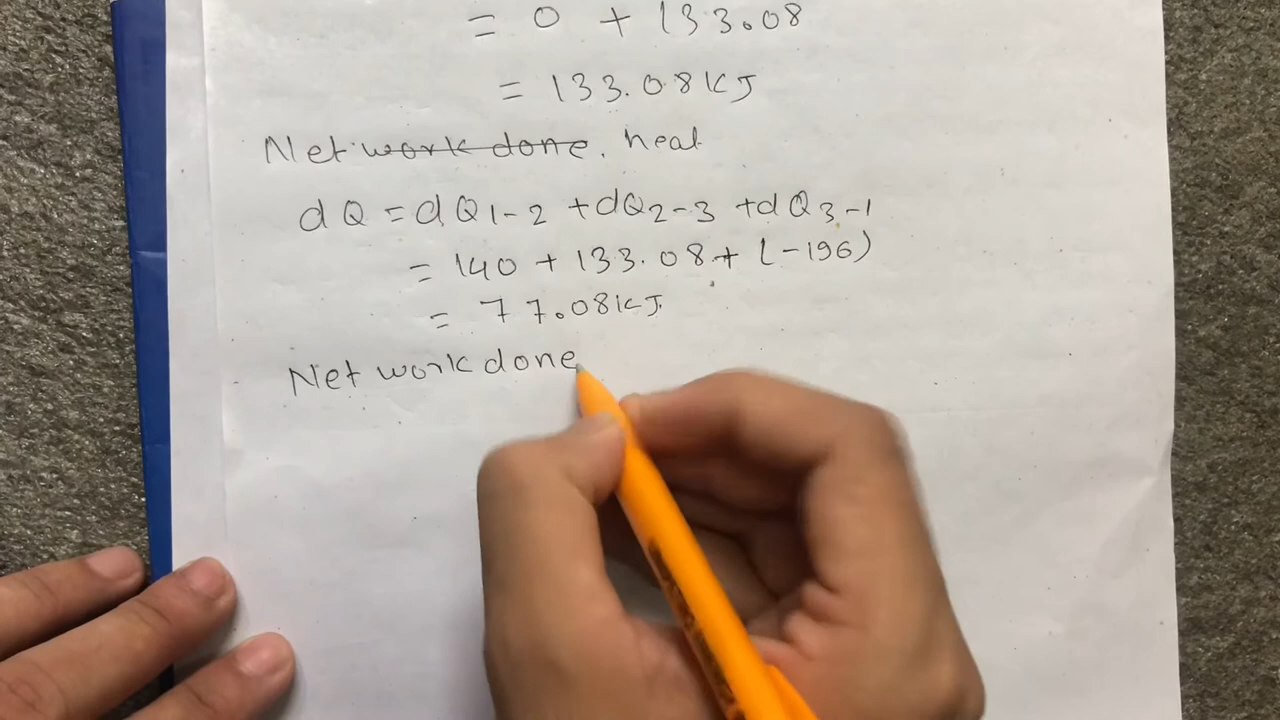 = 0 + 133.08
= 133.08 KJ
Net work done. heat
dQ = dQ1-2 + dQ2-3 + dQ3-1
= 140 + 133.08 + (-196)
= 77.08 KJ
Net work done